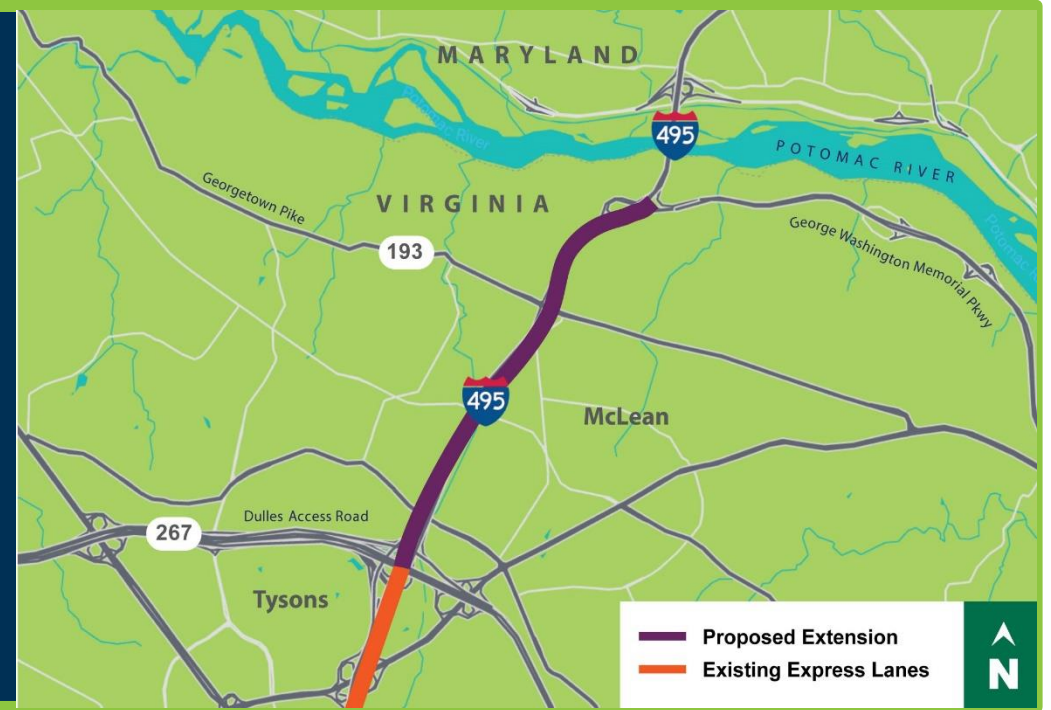 MARYLAND
Potomac River
495
POTOMAC RIVER
Georgetown Pike
VIRGINIA
193
George Washington Memorial Pkwy
Potomac R
495
McLean
Dulles Access Road
267
Tysons
Proposed Extension
Existing Express Lanes
N